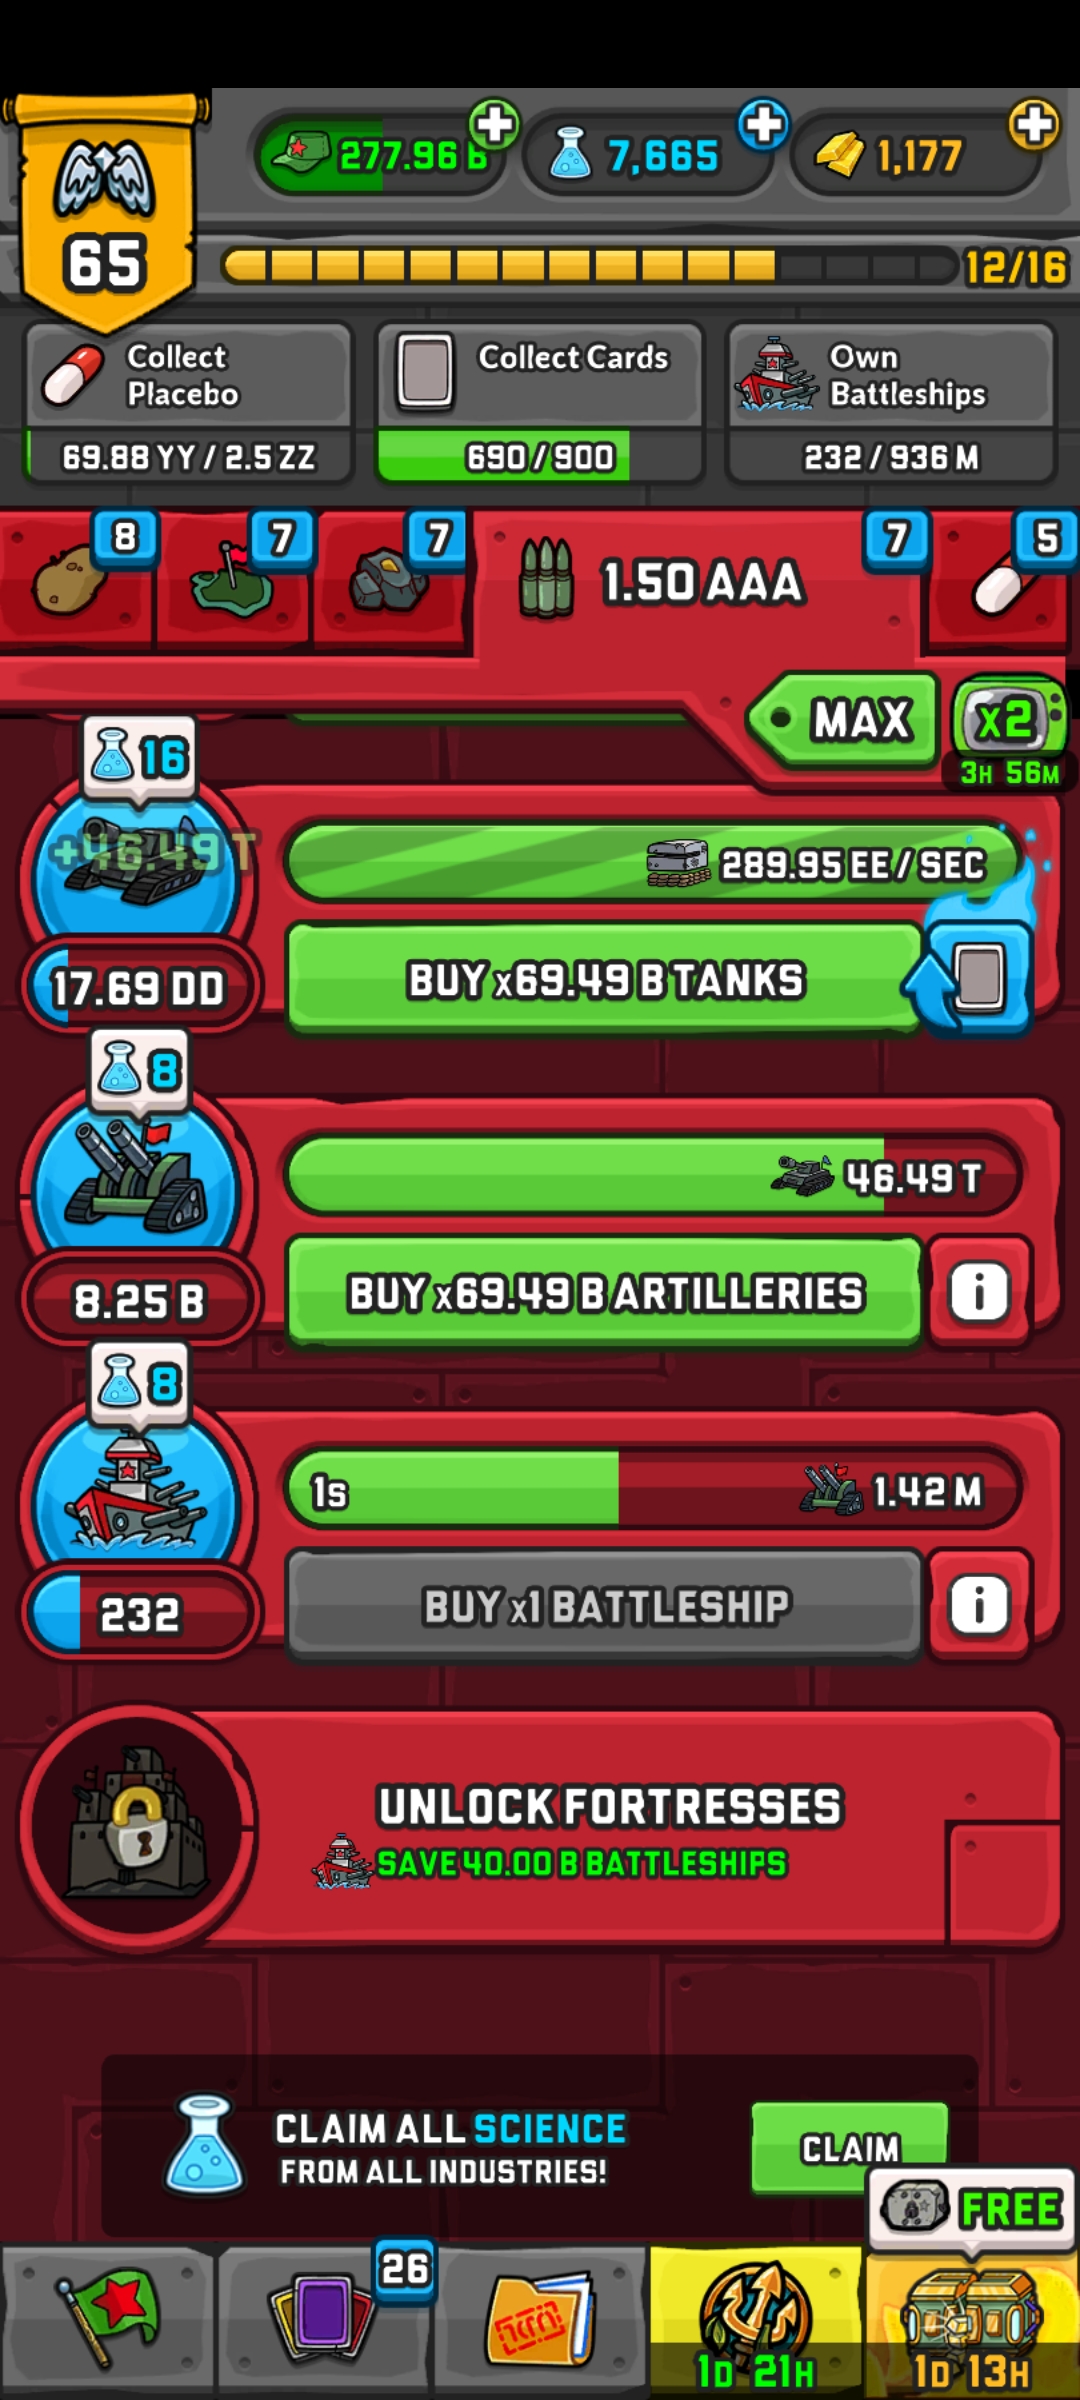 65
277.96 B
7,665
1,177
12/16
Collect
Placebo
69.88 YY / 2.5 ZZ
Collect Cards
690/900
Own
Battleships
232 / 936 M
8
7
7
1.50 AAA
7
5
MAX
x2
3H 56M
16
+46.49 T
289.95 EE / SEC
17.69 DD
BUY x69.49 B TANKS
8
46.49 T
8.25 B
BUY x69.49 B ARTILLERIES
i
8
1s
1.42 M
232
BUY x1 BATTLESHIP
i
UNLOCK FORTRESSES
SAVE 40.00 B BATTLESHIPS
CLAIM ALL SCIENCE
FROM ALL INDUSTRIES!
CLAIM
FREE
26
1D 21H
1D 13H